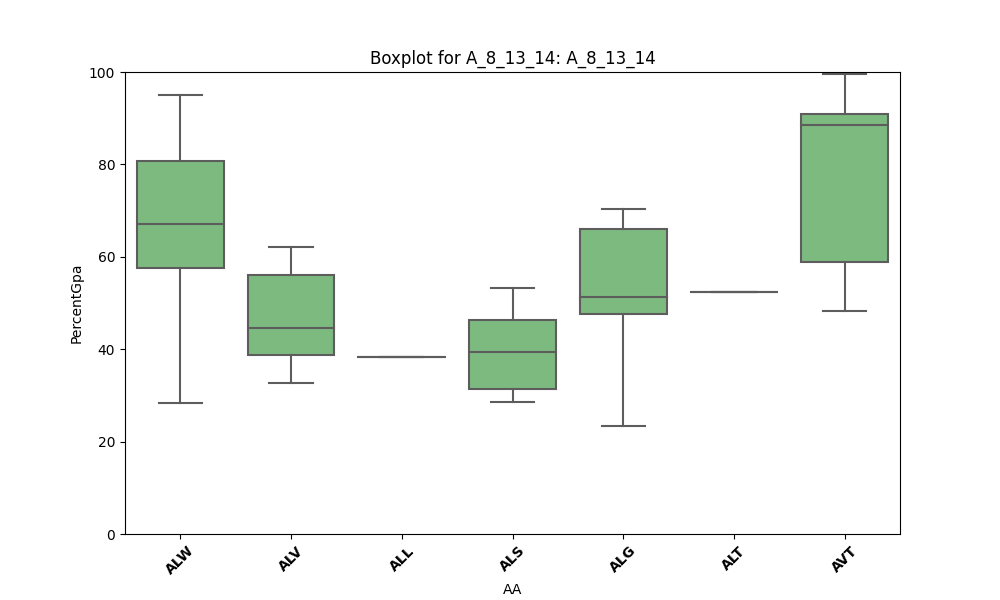 Boxplot for A_8_13_14: A_8_13_14
100
80
60
40
20
0
PercentGpa
ALW
ALV
ALL
ALS
ALG
ALT
AVT
AA